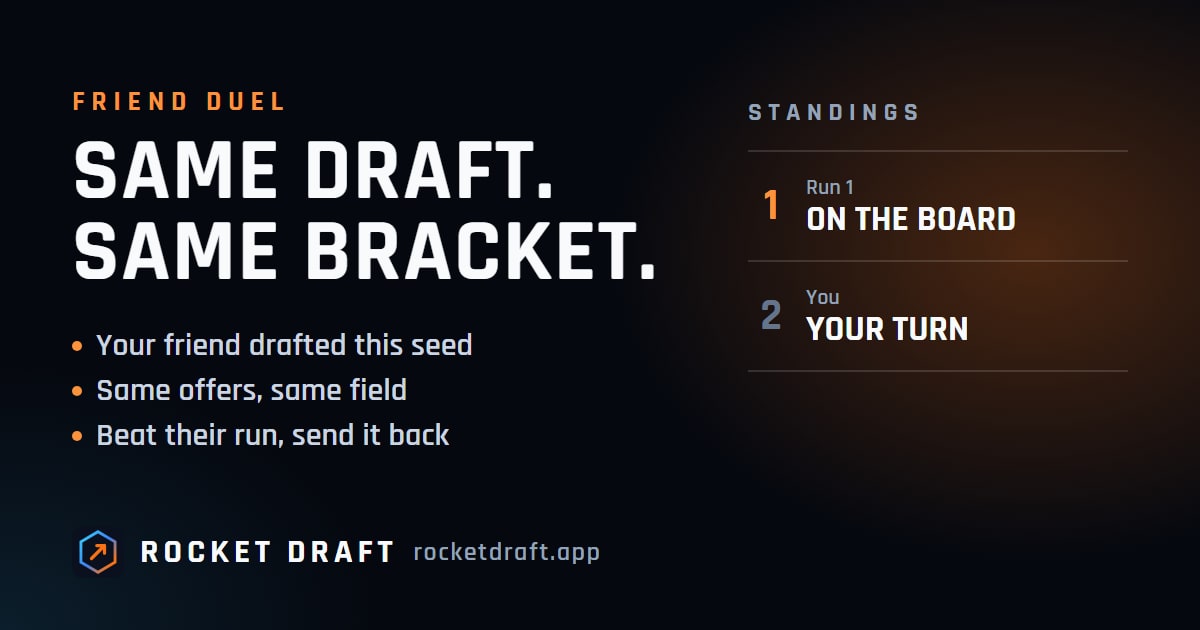 FRIEND DUEL
SAME DRAFT.
SAME BRACKET.
Your friend drafted this seed
Same offers, same field
Beat their run, send it back
ROCKET DRAFT rocketdraft.app
STANDINGS
1 Run 1
ON THE BOARD
2 You
YOUR TURN